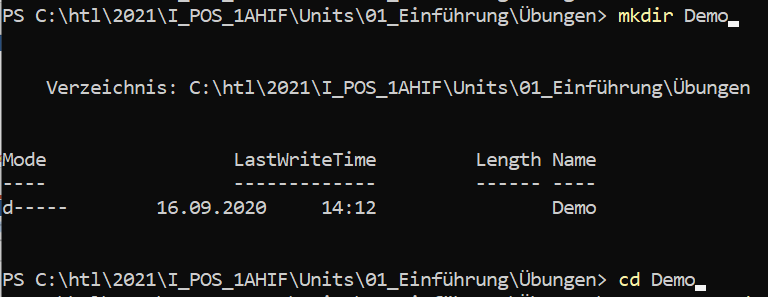 PS C:\htl\2021\I_POS_1AHIF\Units\01_Einführung\Übungen> mkdir Demo
Verzeichnis: C:\htl\2021\I_POS_1AHIF\Units\01_Einführung\Übungen
Mode                 LastWriteTime         Length Name
----                 -------------         ------ ----
d-----        16.09.2020     14:12                Demo
PS C:\htl\2021\I_POS_1AHIF\Units\01_Einführung\Übungen> cd Demo